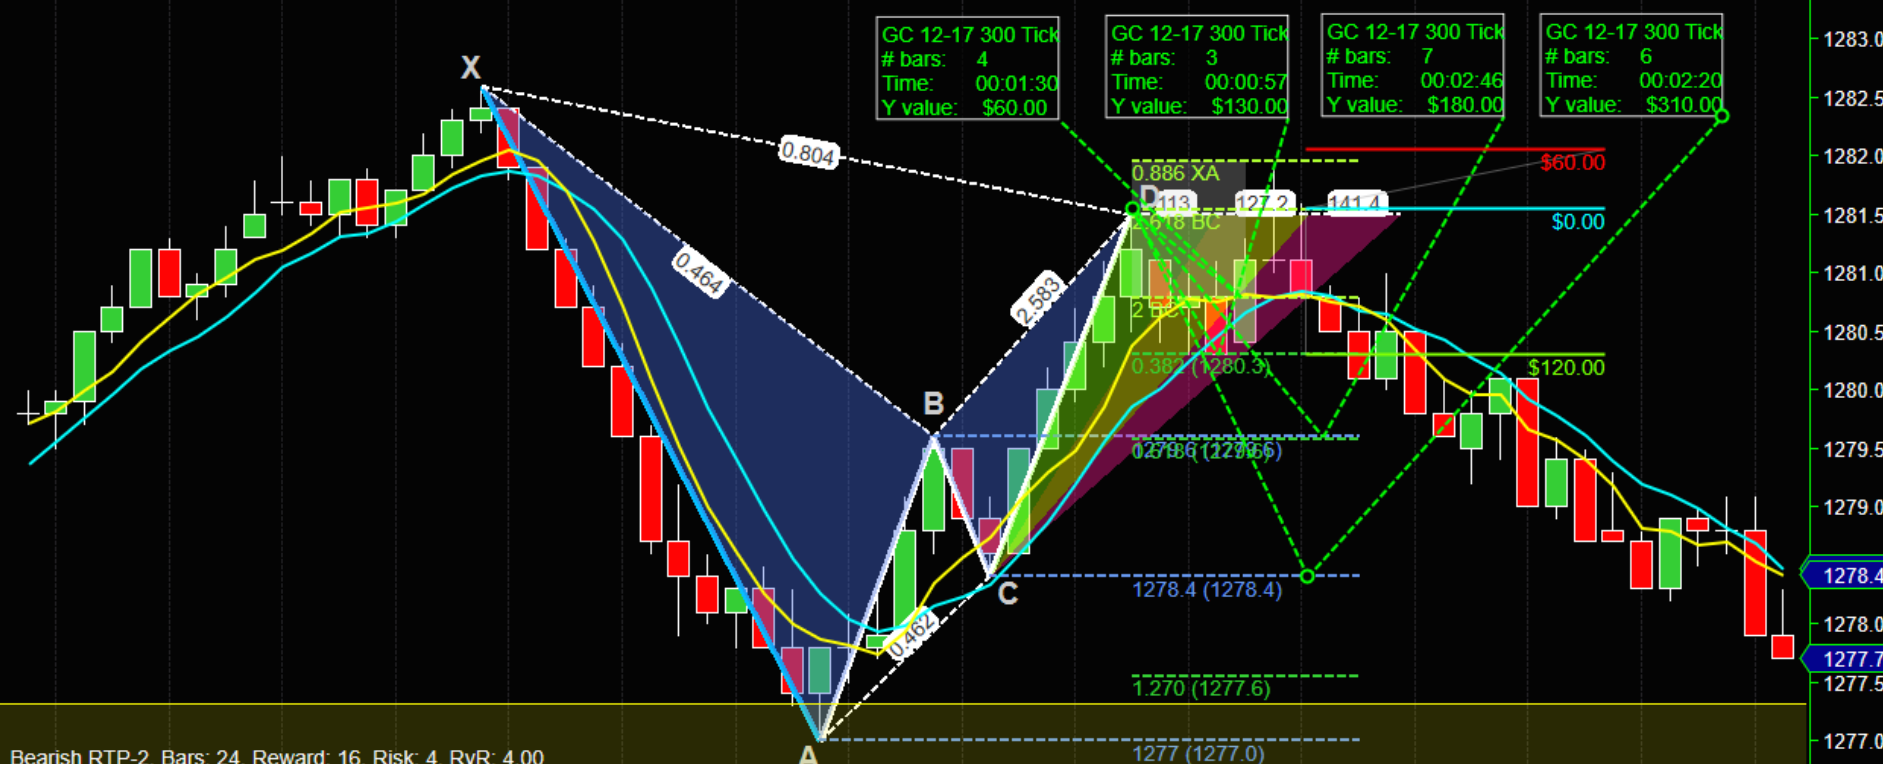 GC 12-17 300 Tick
# bars: 4
Time: 00:01:30
Y value: $60.00
GC 12-17 300 Tick
# bars: 3
Time: 00:00:57
Y value: $130.00
GC 12-17 300 Tick
# bars: 7
Time: 00:02:46
Y value: $180.00
GC 12-17 300 Tick
# bars: 6
Time: 00:02:20
Y value: $310.00
X
0.804
0.886 XA
D
113
127.2
141.4
2.618 BC
$60.00
$0.00
0.464
2.583
2 BC
0.382 (1280.3)
$120.00
B
C
1278.4 (1278.4)
0.462
1.270 (1277.6)
A
1277 (1277.0)
Bearish RTP-2 Bars: 24 Reward: 16 Risk: 4 RvR: 4.00
1283.0
1282.5
1282.0
1281.5
1281.0
1280.5
1280.0
1279.5
1279.0
1278.4
1278.0
1277.7
1277.5
1277.0